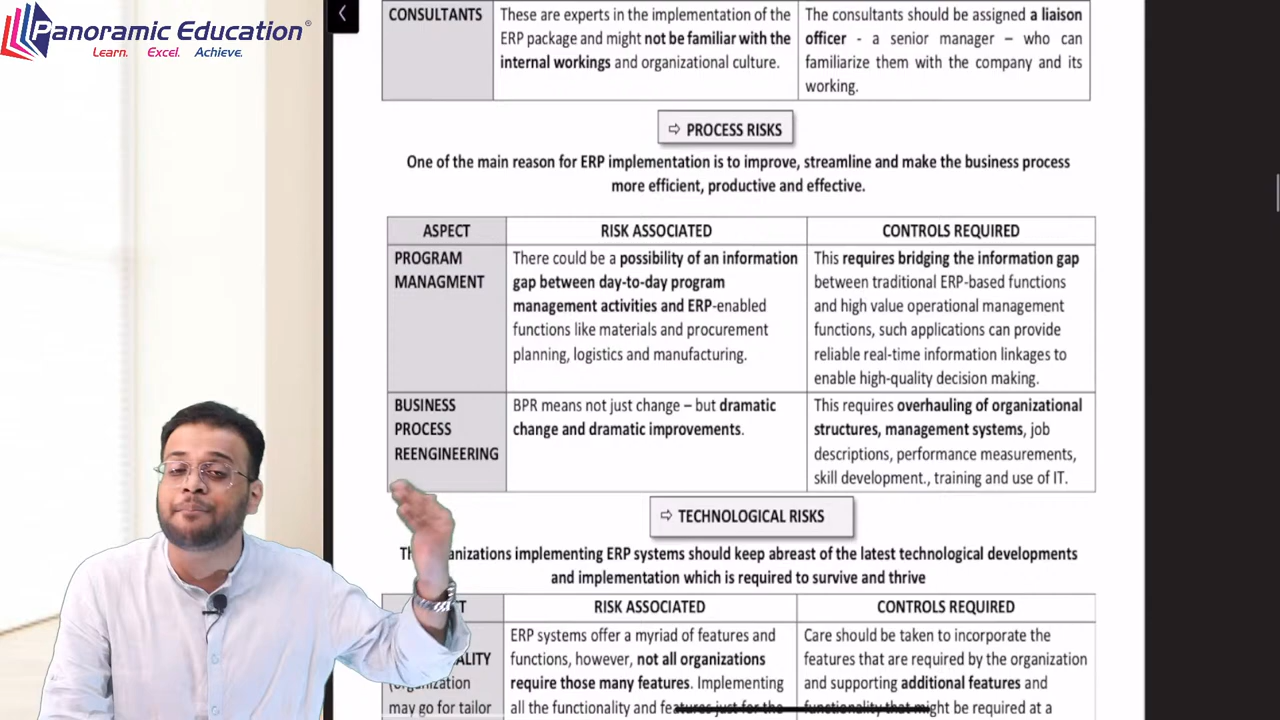 Panoramic Education®
Learn. Excel. Achieve.
CONSULTANTS
These are experts in the implementation of the
ERP package and might not be familiar with the
internal workings and organizational culture.
The consultants should be assigned a liaison
officer - a senior manager – who can
familiarize them with the company and its
working.
⇨ PROCESS RISKS
One of the main reason for ERP implementation is to improve, streamline and make the business process
more efficient, productive and effective.
ASPECT
RISK ASSOCIATED
CONTROLS REQUIRED
PROGRAM
MANAGMENT
There could be a possibility of an information
gap between day-to-day program
management activities and ERP-enabled
functions like materials and procurement
planning, logistics and manufacturing.
This requires bridging the information gap
between traditional ERP-based functions
and high value operational management
functions, such applications can provide
reliable real-time information linkages to
enable high-quality decision making.
BUSINESS
PROCESS
REENGINEERING
BPR means not just change – but dramatic
change and dramatic improvements.
This requires overhauling of organizational
structures, management systems, job
descriptions, performance measurements,
skill development., training and use of IT.
⇨ TECHNOLOGICAL RISKS
implementing ERP systems should keep abreast of the latest technological developments
and implementation which is required to survive and thrive
RISK ASSOCIATED
CONTROLS REQUIRED
(organization
may go for tailor
ERP systems offer a myriad of features and
functions, however, not all organizations
require those many features. Implementing
all the functionality and features just for the
Care should be taken to incorporate the
features that are required by the organization
and supporting additional features and
functionality that might be required at a